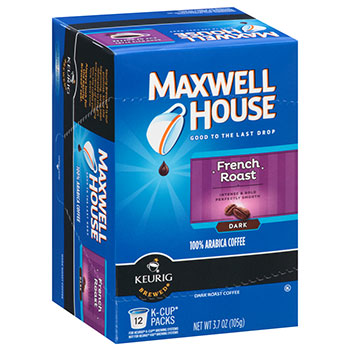 MAXWELL
HOUSE
GOOD TO THE LAST DROP
French
Roast
INTENSE & BOLD
PERFECTLY SMOOTH
DARK
100% ARABICA COFFEE
KEURIG
BREWED
DARK ROAST COFFEE
12 K-CUP®
PACKS
NET WT 3.7 OZ (105g)
MAXWELL
HOUSE
100% ARABICA COFFEE
French
Roast
DARK